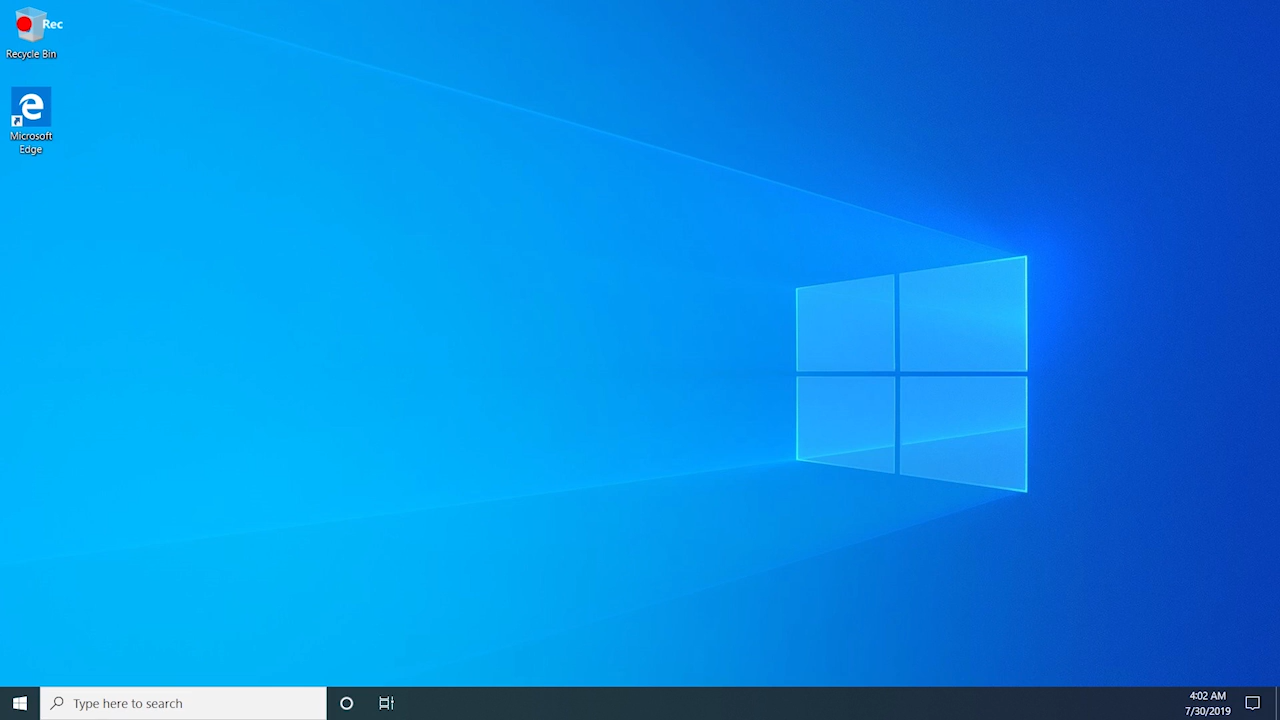 Rec
Recycle Bin
Microsoft
Edge
Type here to search
4:02 AM
7/30/2019